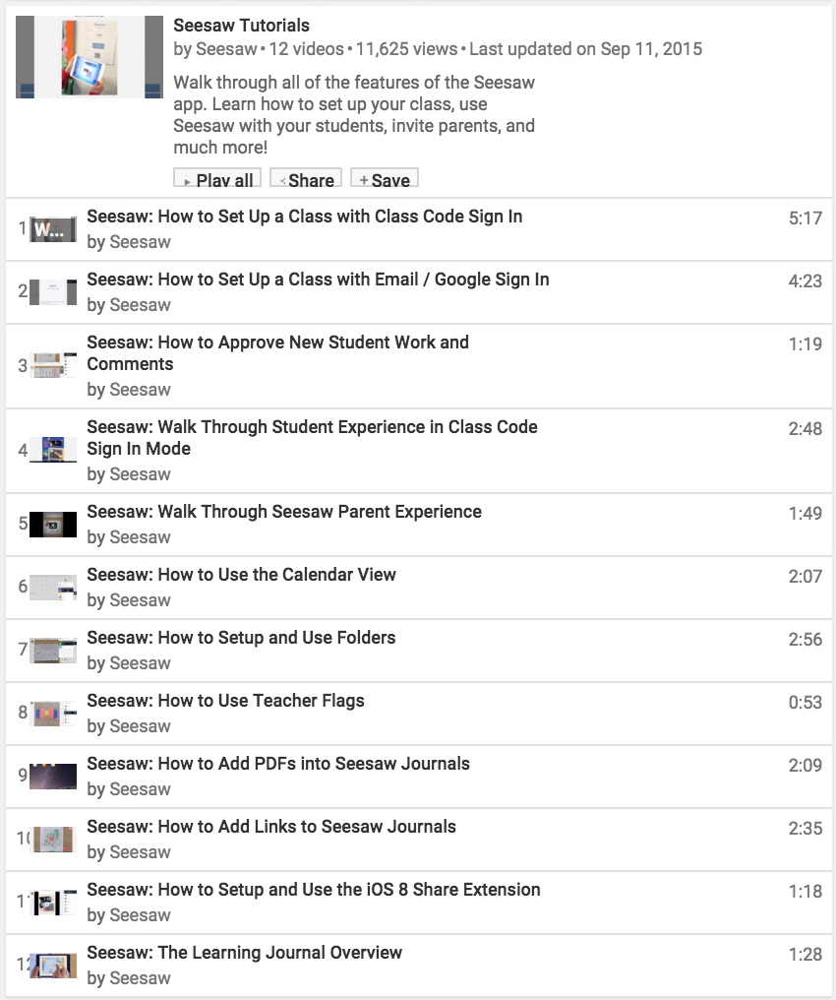 Seesaw Tutorials
by Seesaw • 12 videos • 11,625 views • Last updated on Sep 11, 2015
Walk through all of the features of the Seesaw
app. Learn how to set up your class, use
Seesaw with your students, invite parents, and
much more!
Play all Share + Save
1 W... Seesaw: How to Set Up a Class with Class Code Sign In 5:17
by Seesaw
2 Seesaw: How to Set Up a Class with Email / Google Sign In 4:23
by Seesaw
3 Seesaw: How to Approve New Student Work and 1:19
Comments
by Seesaw
4 Seesaw: Walk Through Student Experience in Class Code 2:48
Sign In Mode
by Seesaw
5 Seesaw: Walk Through Seesaw Parent Experience 1:49
by Seesaw
6 Seesaw: How to Use the Calendar View 2:07
by Seesaw
7 Seesaw: How to Setup and Use Folders 2:56
by Seesaw
8 Seesaw: How to Use Teacher Flags 0:53
by Seesaw
9 Seesaw: How to Add PDFs into Seesaw Journals 2:09
by Seesaw
10 Seesaw: How to Add Links to Seesaw Journals 2:35
by Seesaw
11 Seesaw: How to Setup and Use the iOS 8 Share Extension 1:18
by Seesaw
12 Seesaw: The Learning Journal Overview 1:28
by Seesaw